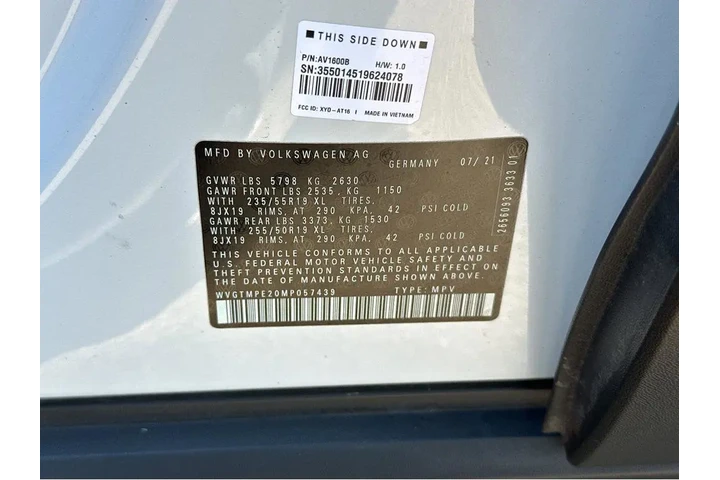 THIS SIDE DOWN
P/N:AV1600B H/W: 1.0
SN:355014519624078
FCC ID: XYD-AT16 I MADE IN VIETNAM
MFD BY VOLKSWAGEN AG
GERMANY 07/21
GVWR LBS 5798 KG 2630
GAWR FRONT LBS 2535, KG 1150
WITH 235/55R19 XL TIRES,
8JX19 RIMS, AT 290 KPA, 42 PSI COLD
GAWR REAR LBS 3373, KG 1530
WITH 255/50R19 XL TIRES,
8JX19 RIMS, AT 290 KPA, 42 PSI COLD
THIS VEHICLE CONFORMS TO ALL APPLICABLE
U.S. FEDERAL MOTOR VEHICLE SAFETY AND
THEFT PREVENTION STANDARDS IN EFFECT ON
THE DATE OF MANUFACTURE SHOWN ABOVE.
WVGTMPE20MP057439 TYPE: MPV
2656093 3633 01